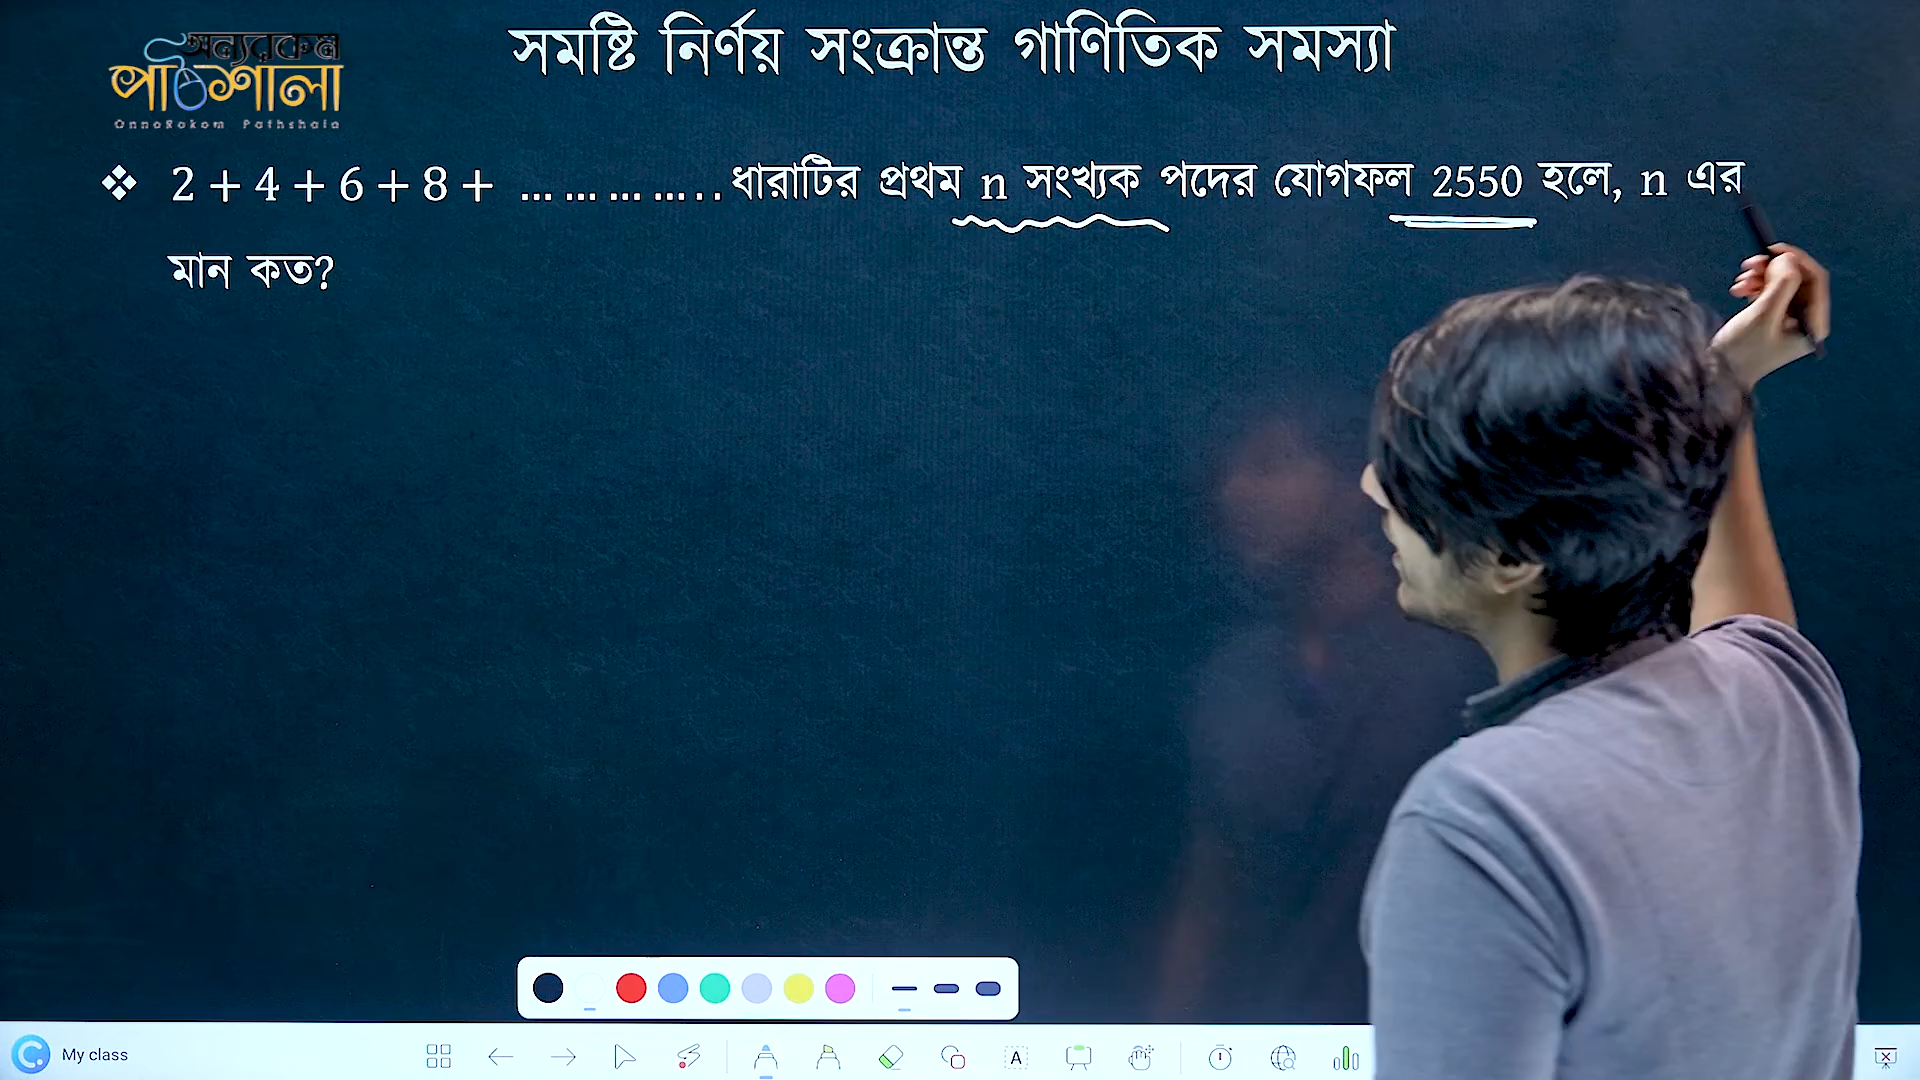 সমষ্টি নির্ণয় সংক্রান্ত গাণিতিক সমস্যা
অন্যরকম
পাঠশালা
OnnoRokom Pathshala
❖ 2 + 4 + 6 + 8 + … … … … . . ধারাটির প্রথম n সংখ্যক পদের যোগফল 2550 হলে, n এর
মান কত?
A
My class